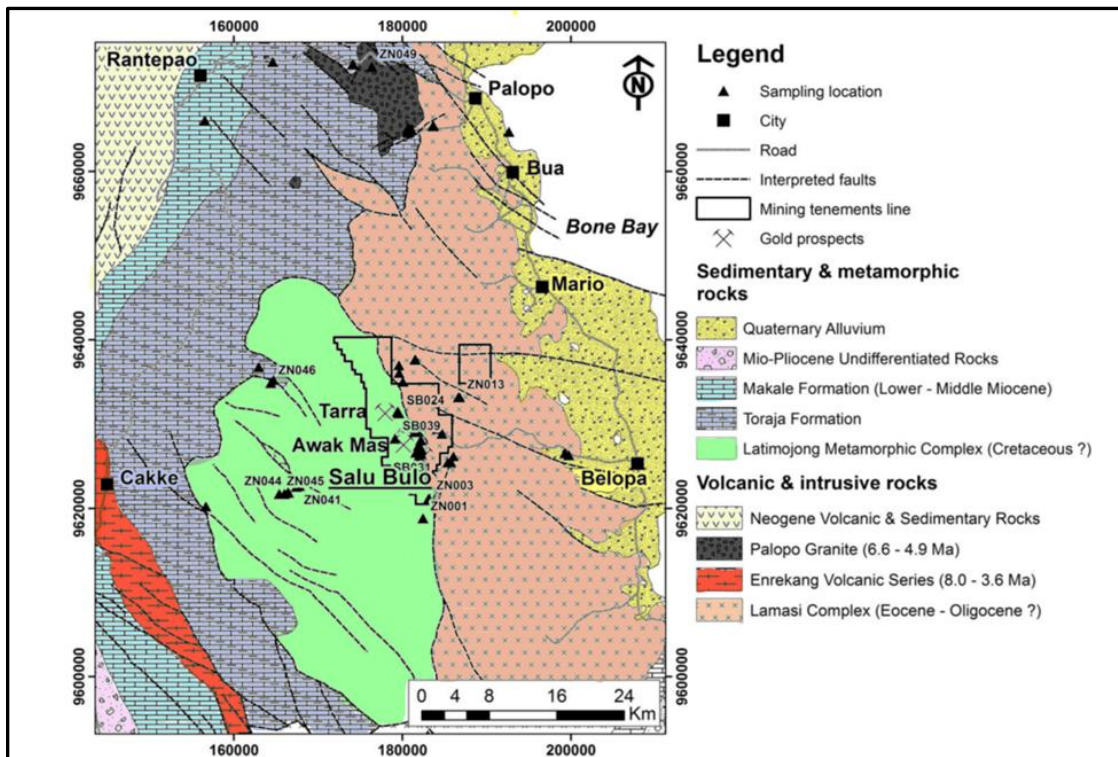 160000
180000
200000
Rantepao
ZN049
Palopo
N
9660000
Bua
9660000
Bone Bay
Mario
9640000
9640000
ZN046
ZN013
SB024
Tarra
SB039
Awak Mas
SB031
Belopa
Cakke
ZN044
ZN045
Salu Bulo
ZN003
ZN041
ZN001
9620000
9620000
9600000
9600000
0 4 8 16 24
Km
160000
180000
200000
Legend
Sampling location
City
Road
Interpreted faults
Mining tenements line
Gold prospects
Sedimentary & metamorphic
rocks
Quaternary Alluvium
Mio-Pliocene Undifferentiated Rocks
Makale Formation (Lower - Middle Miocene)
Toraja Formation
Latimojong Metamorphic Complex (Cretaceous ?)
Volcanic & intrusive rocks
Neogene Volcanic & Sedimentary Rocks
Palopo Granite (6.6 - 4.9 Ma)
Enrekang Volcanic Series (8.0 - 3.6 Ma)
Lamasi Complex (Eocene - Oligocene ?)